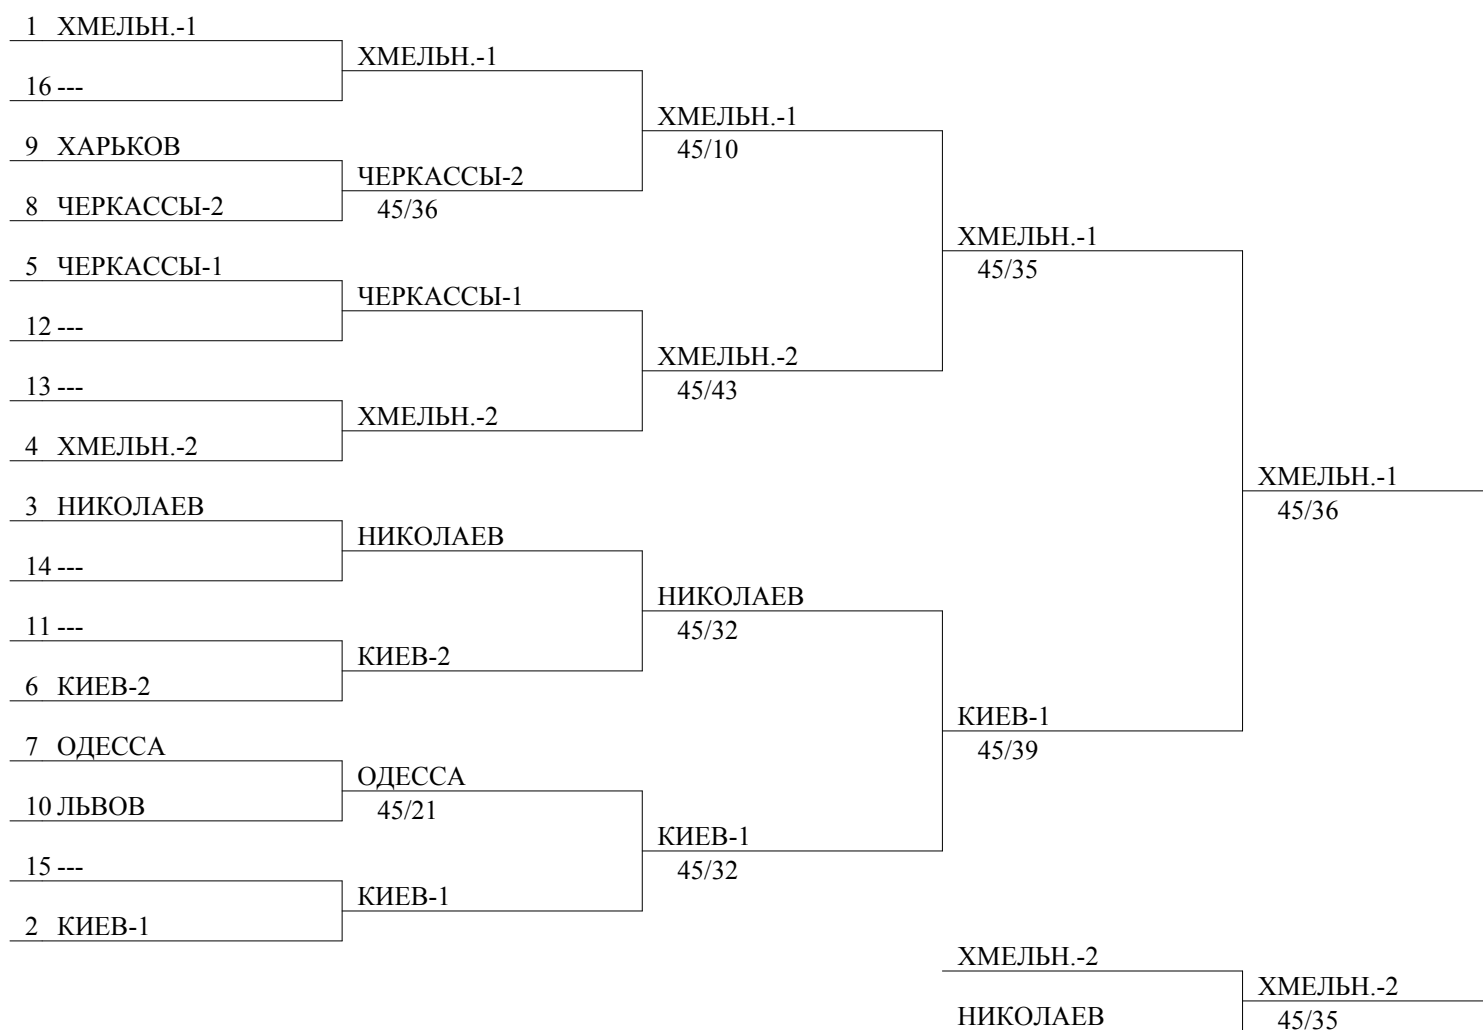 1 ХМЕЛЬН.-1
ХМЕЛЬН.-1
16 ---
ХМЕЛЬН.-1
45/10
9 ХАРЬКОВ
ЧЕРКАССЫ-2
45/36
8 ЧЕРКАССЫ-2
ХМЕЛЬН.-1
45/35
5 ЧЕРКАССЫ-1
ЧЕРКАССЫ-1
12 ---
ХМЕЛЬН.-2
45/43
13 ---
ХМЕЛЬН.-2
4 ХМЕЛЬН.-2
ХМЕЛЬН.-1
45/36
3 НИКОЛАЕВ
НИКОЛАЕВ
14 ---
НИКОЛАЕВ
45/32
11 ---
КИЕВ-2
6 КИЕВ-2
КИЕВ-1
45/39
7 ОДЕССА
ОДЕССА
45/21
10 ЛЬВОВ
КИЕВ-1
45/32
15 ---
КИЕВ-1
2 КИЕВ-1
ХМЕЛЬН.-2
ХМЕЛЬН.-2
45/35
НИКОЛАЕВ